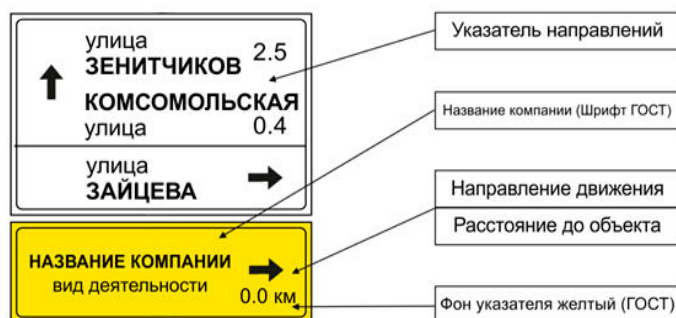 улица
ЗЕНИТЧИКОВ 2.5
КОМСОМОЛЬСКАЯ
улица 0.4
улица
ЗАЙЦЕВА
НАЗВАНИЕ КОМПАНИИ
вид деятельности
0.0 км
Указатель направлений
Название компании (Шрифт ГОСТ)
Направление движения
Расстояние до объекта
Фон указателя желтый (ГОСТ)